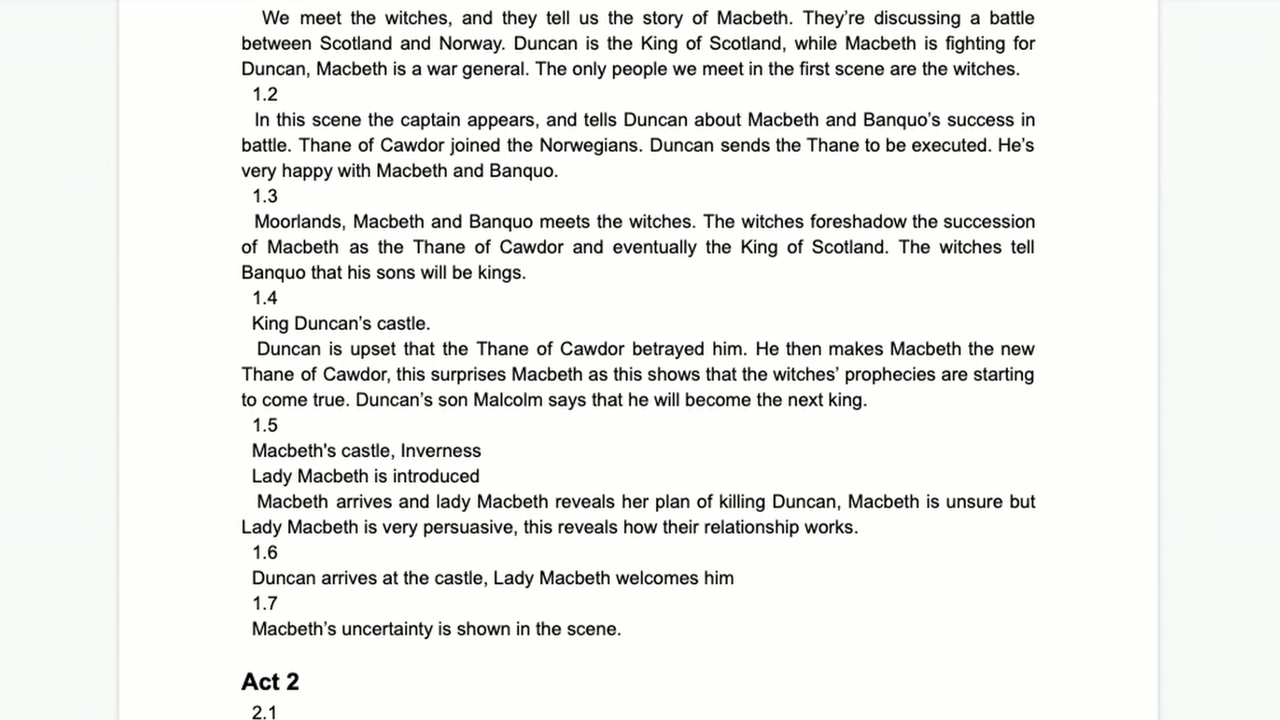 We meet the witches, and they tell us the story of Macbeth. They’re discussing a battle
between Scotland and Norway. Duncan is the King of Scotland, while Macbeth is fighting for
Duncan, Macbeth is a war general. The only people we meet in the first scene are the witches.
1.2
In this scene the captain appears, and tells Duncan about Macbeth and Banquo’s success in
battle. Thane of Cawdor joined the Norwegians. Duncan sends the Thane to be executed. He’s
very happy with Macbeth and Banquo.
1.3
Moorlands, Macbeth and Banquo meets the witches. The witches foreshadow the succession
of Macbeth as the Thane of Cawdor and eventually the King of Scotland. The witches tell
Banquo that his sons will be kings.
1.4
King Duncan’s castle.
Duncan is upset that the Thane of Cawdor betrayed him. He then makes Macbeth the new
Thane of Cawdor, this surprises Macbeth as this shows that the witches’ prophecies are starting
to come true. Duncan’s son Malcolm says that he will become the next king.
1.5
Macbeth's castle, Inverness
Lady Macbeth is introduced
Macbeth arrives and lady Macbeth reveals her plan of killing Duncan, Macbeth is unsure but
Lady Macbeth is very persuasive, this reveals how their relationship works.
1.6
Duncan arrives at the castle, Lady Macbeth welcomes him
1.7
Macbeth’s uncertainty is shown in the scene.
Act 2
2.1